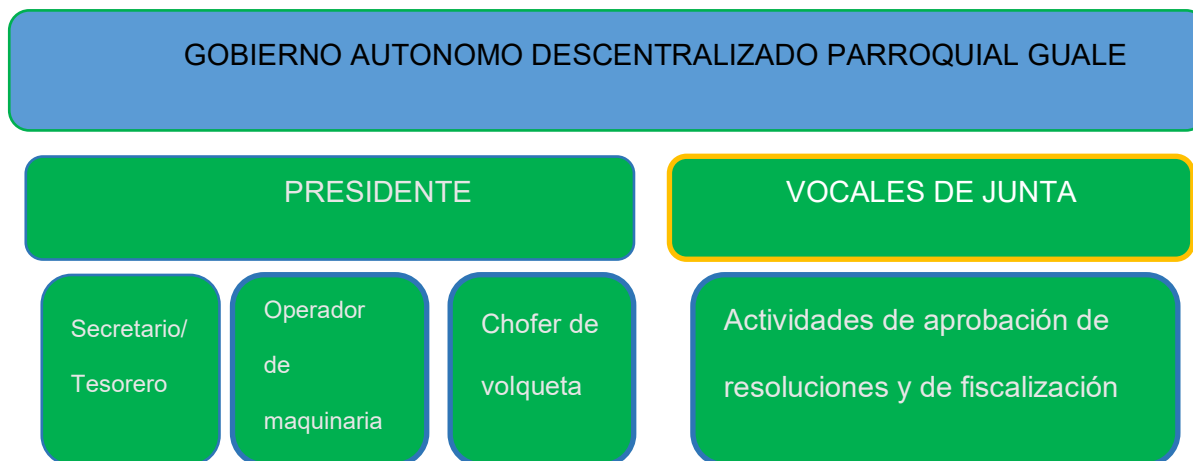 GOBIERNO AUTONOMO DESCENTRALIZADO PARROQUIAL GUALE
PRESIDENTE
VOCALES DE JUNTA
Secretario/
Tesorero
Operador
de
maquinaria
Chofer de
volqueta
Actividades de aprobación de
resoluciones y de fiscalización